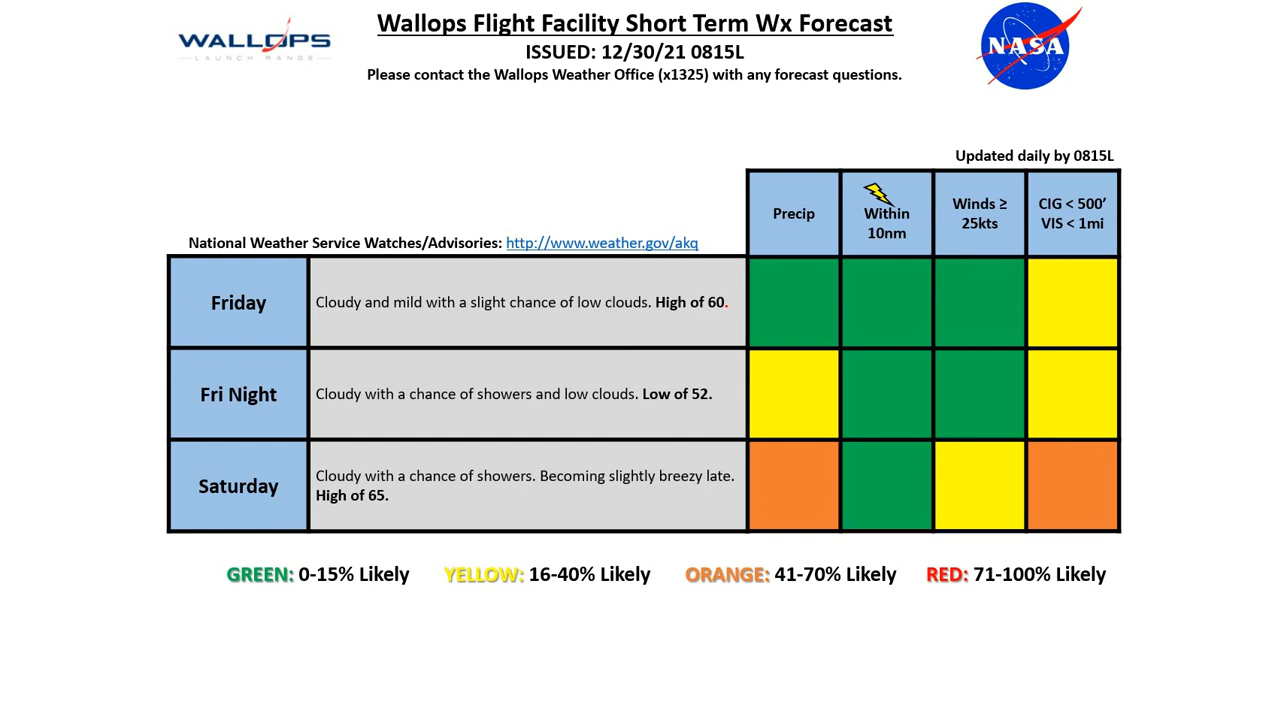 WALLOPS
LAUNCH RANGE
Wallops Flight Facility Short Term Wx Forecast
ISSUED: 12/30/21 0815L
Please contact the Wallops Weather Office (x1325) with any forecast questions.
NASA
Updated daily by 0815L
National Weather Service Watches/Advisories: http://www.weather.gov/akq
Precip
Within
10nm
Winds ≥
25kts
CIG < 500’
VIS < 1mi
Friday
Cloudy and mild with a slight chance of low clouds. High of 60.
Fri Night
Cloudy with a chance of showers and low clouds. Low of 52.
Saturday
Cloudy with a chance of showers. Becoming slightly breezy late.
High of 65.
GREEN: 0-15% Likely YELLOW: 16-40% Likely ORANGE: 41-70% Likely RED: 71-100% Likely